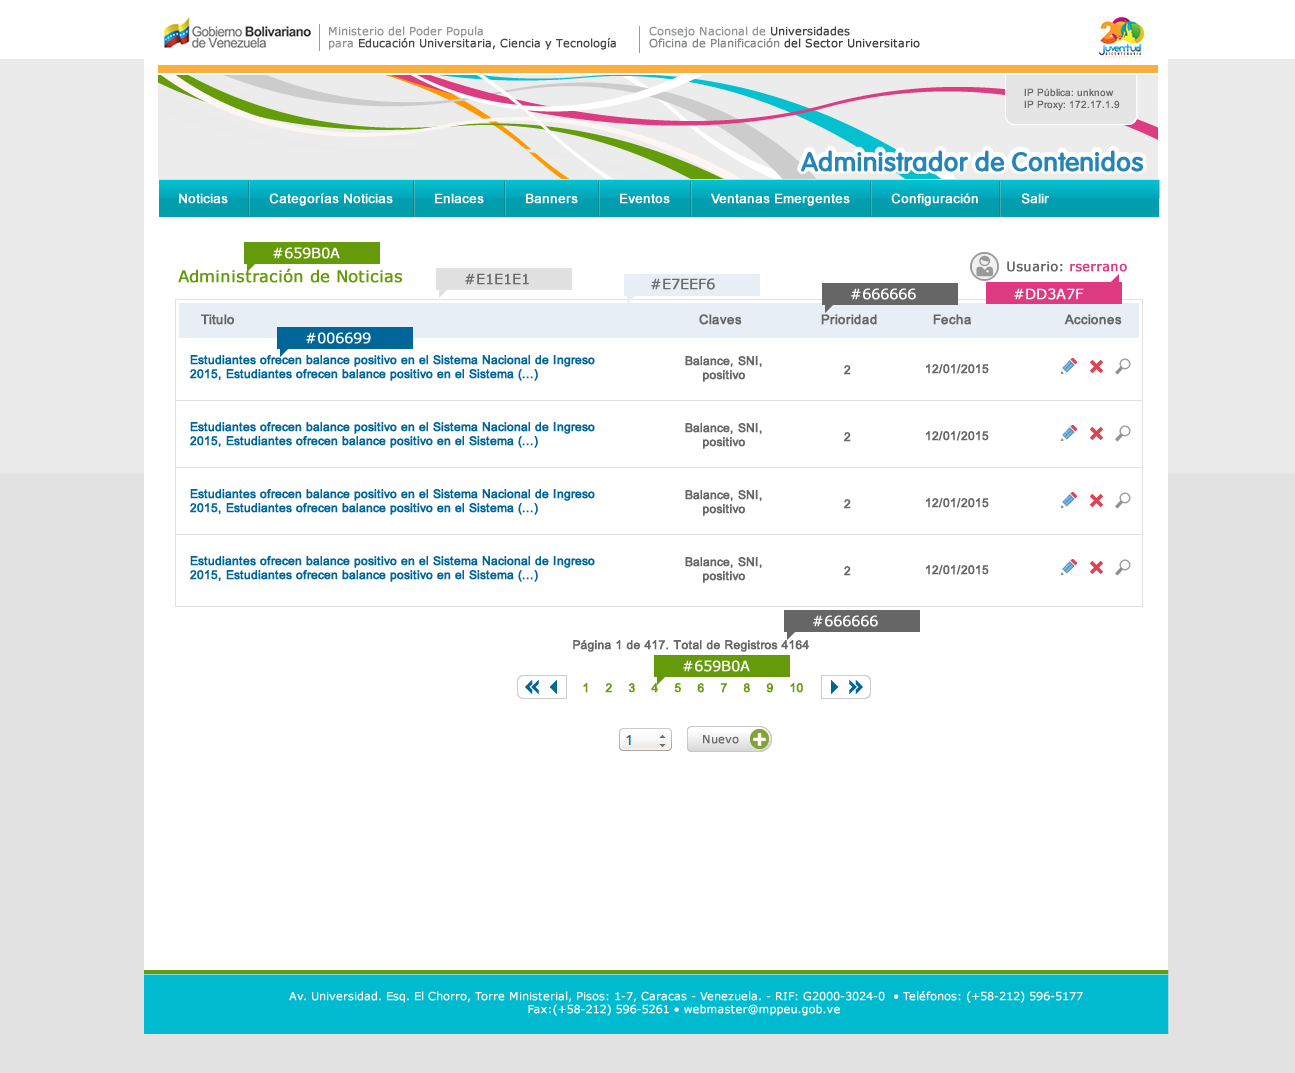 Gobierno Bolivariano
de Venezuela
Ministerio del Poder Popula
para Educación Universitaria, Ciencia y Tecnología
Consejo Nacional de Universidades
Oficina de Planificación del Sector Universitario
20
juventud
BICENTENARIA
IP Pública: unknow
IP Proxy: 172.17.1.9
Administrador de Contenidos
Noticias Categorías Noticias Enlaces Banners Eventos Ventanas Emergentes Configuración Salir
#659B0A
Administración de Noticias
#E1E1E1
#E7EEF6
Usuario: rserrano
#666666
#DD3A7F
Titulo Claves Prioridad Fecha Acciones
#006699
Estudiantes ofrecen balance positivo en el Sistema Nacional de Ingreso
2015, Estudiantes ofrecen balance positivo en el Sistema (...)
Balance, SNI,
positivo
2
12/01/2015
Estudiantes ofrecen balance positivo en el Sistema Nacional de Ingreso
2015, Estudiantes ofrecen balance positivo en el Sistema (...)
Balance, SNI,
positivo
2
12/01/2015
Estudiantes ofrecen balance positivo en el Sistema Nacional de Ingreso
2015, Estudiantes ofrecen balance positivo en el Sistema (...)
Balance, SNI,
positivo
2
12/01/2015
Estudiantes ofrecen balance positivo en el Sistema Nacional de Ingreso
2015, Estudiantes ofrecen balance positivo en el Sistema (...)
Balance, SNI,
positivo
2
12/01/2015
#666666
Página 1 de 417. Total de Registros 4164
#659B0A
1 2 3 4 5 6 7 8 9 10
1
Nuevo
Av. Universidad. Esq. El Chorro, Torre Ministerial, Pisos: 1-7, Caracas - Venezuela. - RIF: G2000-3024-0 • Teléfonos: (+58-212) 596-5177
Fax:(+58-212) 596-5261 • webmaster@mppeu.gob.ve